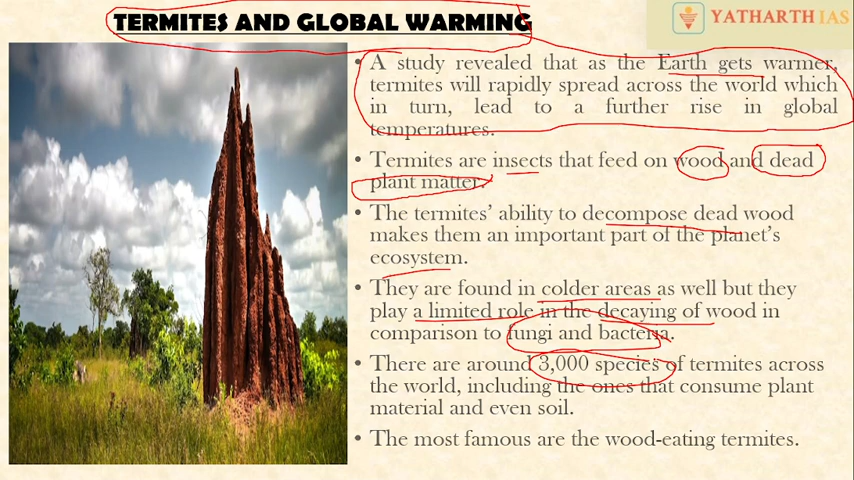 TERMITES AND GLOBAL WARMING
YATHARTH IAS
• A study revealed that as the Earth gets warmer,
termites will rapidly spread across the world which
in turn, lead to a further rise in global
temperatures.
• Termites are insects that feed on wood and dead
plant matter.
• The termites' ability to decompose dead wood
makes them an important part of the planet's
ecosystem.
• They are found in colder areas as well but they
play a limited role in the decaying of wood in
comparison to fungi and bacteria.
• There are around 3,000 species of termites across
the world, including the ones that consume plant
material and even soil.
• The most famous are the wood-eating termites.